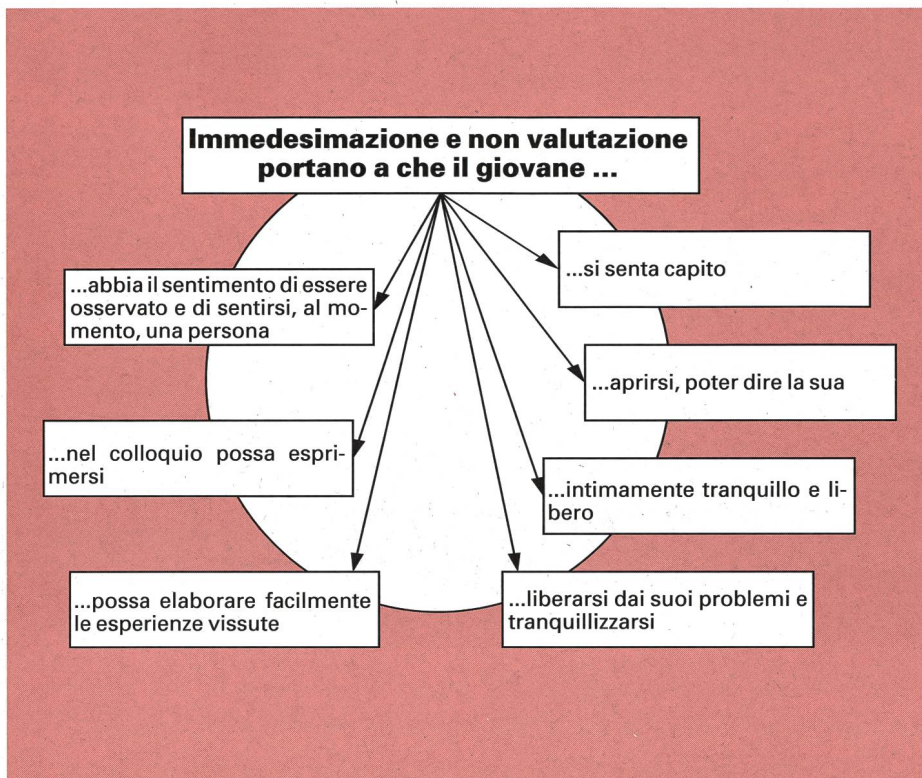 Immedesimazione e non valutazione
portano a che il giovane ...
...abbia il sentimento di essere
osservato e di sentirsi, al mo-
mento, una persona
...nel colloquio possa espri-
mersi
...possa elaborare facilmente
le esperienze vissute
...si senta capito
...aprirsi, poter dire la sua
...intimamente tranquillo e li-
bero
...liberarsi dai suoi problemi e
tranquillizzarsi